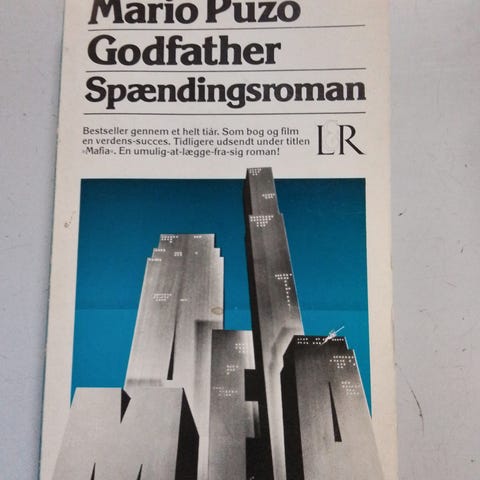 Mario Puzo
Godfather
Spændingsroman
Bestseller gennem et helt tiår. Som bog og film
en verdens-succes. Tidligere udsendt under titlen
»Mafia«. En umulig-at-lægge-fra-sig roman!
LR
MAFIA